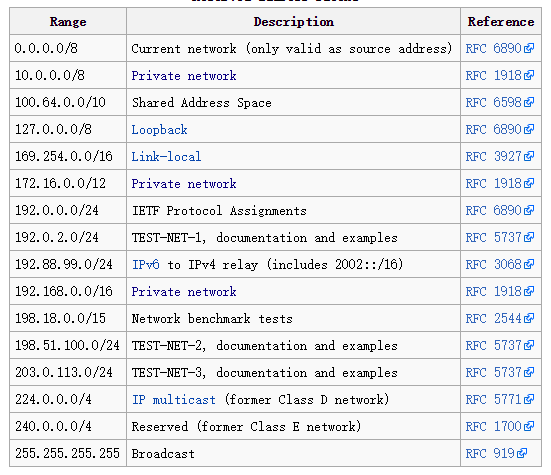 Range Description Reference
0.0.0.0/8 Current network (only valid as source address) RFC 6890
10.0.0.0/8 Private network RFC 1918
100.64.0.0/10 Shared Address Space RFC 6598
127.0.0.0/8 Loopback RFC 6890
169.254.0.0/16 Link-local RFC 3927
172.16.0.0/12 Private network RFC 1918
192.0.0.0/24 IETF Protocol Assignments RFC 6890
192.0.2.0/24 TEST-NET-1, documentation and examples RFC 5737
192.88.99.0/24 IPv6 to IPv4 relay (includes 2002::/16) RFC 3068
192.168.0.0/16 Private network RFC 1918
198.18.0.0/15 Network benchmark tests RFC 2544
198.51.100.0/24 TEST-NET-2, documentation and examples RFC 5737
203.0.113.0/24 TEST-NET-3, documentation and examples RFC 5737
224.0.0.0/4 IP multicast (former Class D network) RFC 5771
240.0.0.0/4 Reserved (former Class E network) RFC 1700
255.255.255.255 Broadcast RFC 919